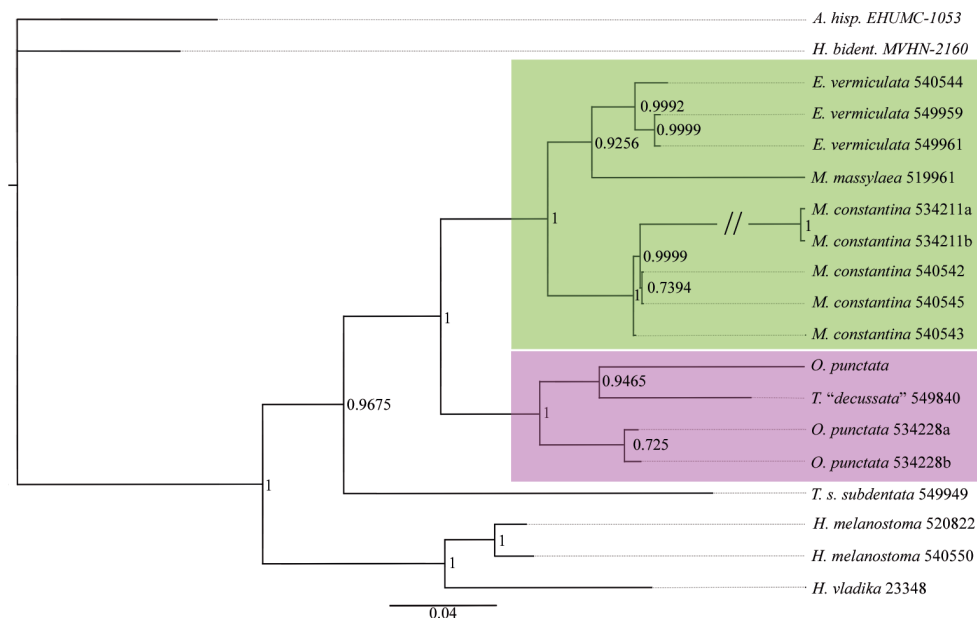 A. hisp. EHUMC-1053
H. bident. MVHN-2160
E. vermiculata 540544
0.9992
E. vermiculata 549959
0.9999
0.9256
E. vermiculata 549961
M. massylaea 519961
M. constantina 534211a
1
1
//
1
M. constantina 534211b
0.9999
M. constantina 540542
0.7394
1
M. constantina 540545
M. constantina 540543
1
O. punctata
0.9465
T. “decussata” 549840
0.9675
1
O. punctata 534228a
0.725
O. punctata 534228b
1
T. s. subdentata 549949
H. melanostoma 520822
1
H. melanostoma 540550
1
H. vladika 23348
0.04